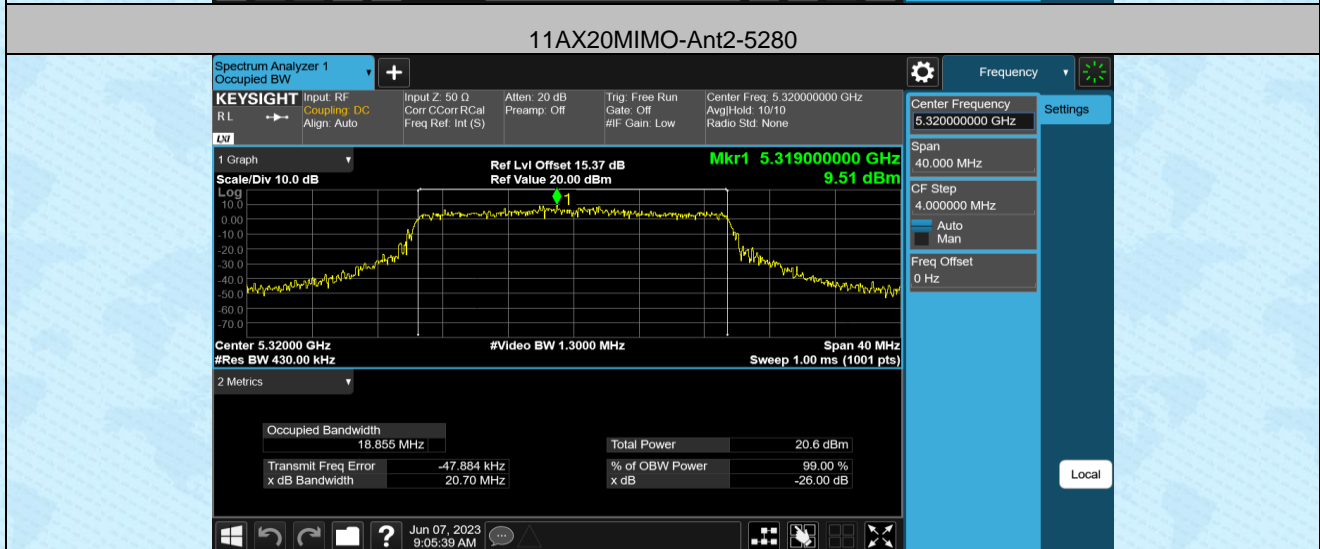 11AX20MIMO-Ant2-5280
Spectrum Analyzer 1
Occupied BW
+
Frequency
KEYSIGHT
R L
LXI
Input: RF
Coupling: DC
Align: Auto
Input Z: 50 Ω
Corr CCorr RCal
Freq Ref: Int (S)
Atten: 20 dB
Preamp: Off
Trig: Free Run
Gate: Off
#IF Gain: Low
Center Freq: 5.320000000 GHz
Avg|Hold: 10/10
Radio Std: None
Center Frequency
5.320000000 GHz
Settings
Span
40.000 MHz
CF Step
4.000000 MHz
Auto
Man
Freq Offset
0 Hz
Local
1 Graph
Scale/Div 10.0 dB
Ref Lvl Offset 15.37 dB
Ref Value 20.00 dBm
Mkr1 5.319000000 GHz
9.51 dBm
Log
10.0
0.00
-10.0
-20.0
-30.0
-40.0
-50.0
-60.0
-70.0
1
Center 5.32000 GHz
#Res BW 430.00 kHz
#Video BW 1.3000 MHz
Span 40 MHz
Sweep 1.00 ms (1001 pts)
2 Metrics
Occupied Bandwidth
18.855 MHz
Total Power 20.6 dBm
Transmit Freq Error -47.884 kHz
% of OBW Power 99.00 %
x dB Bandwidth 20.70 MHz
x dB -26.00 dB
?
Jun 07, 2023
9:05:39 AM